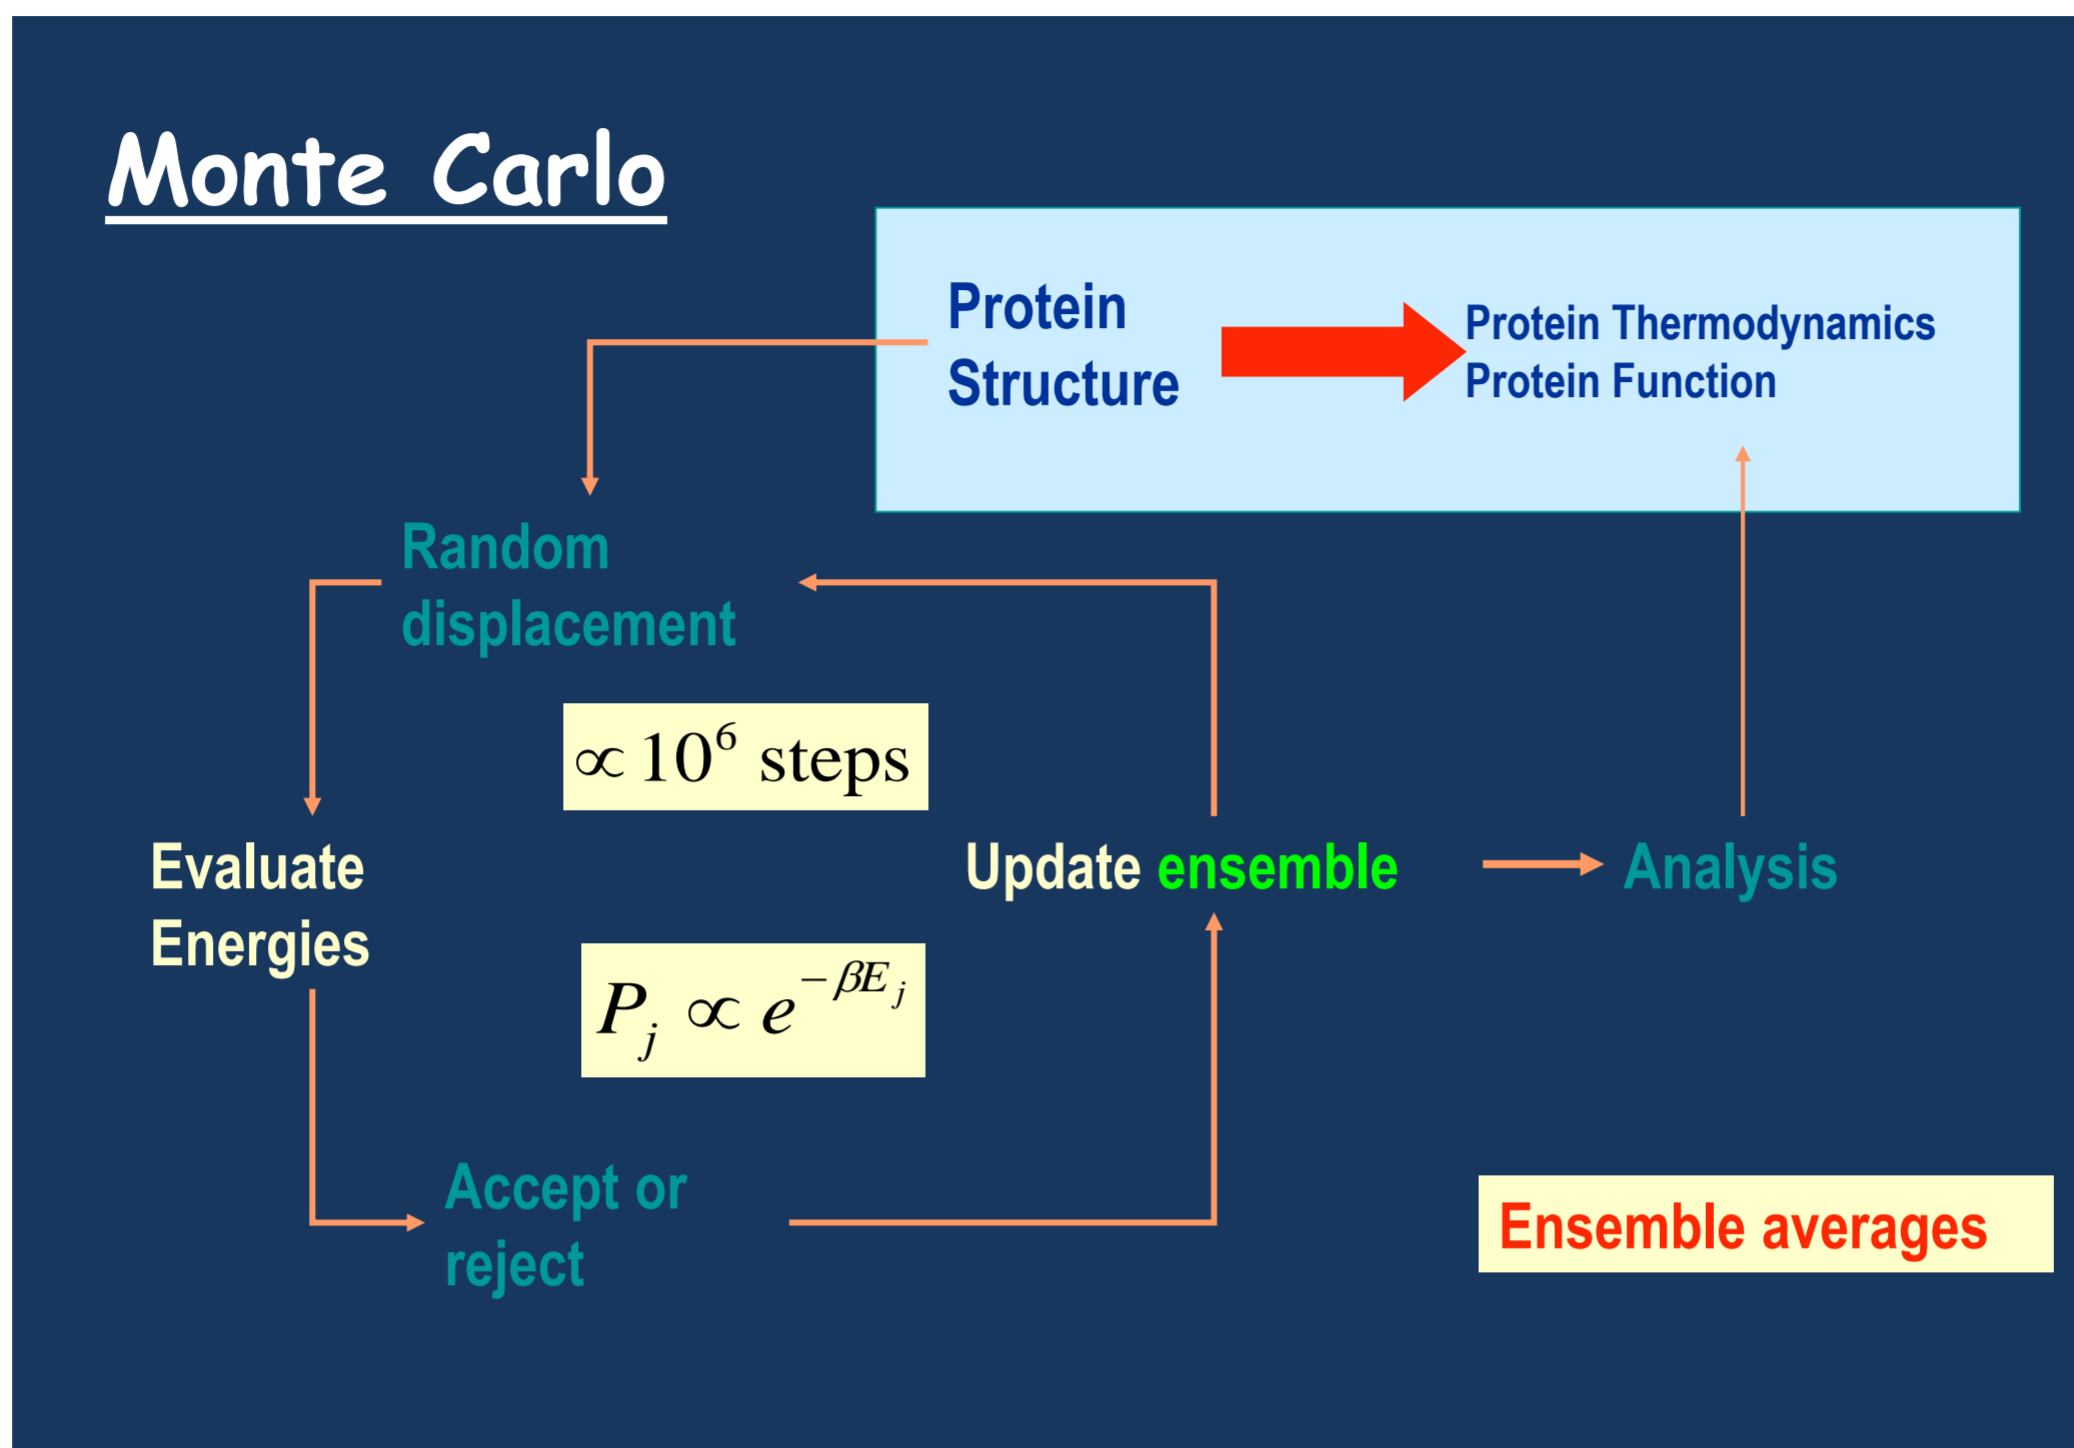 Monte Carlo
Protein
Structure
Protein Thermodynamics
Protein Function
Random
displacement
∝ 10⁶ steps
Evaluate
Energies
Update ensemble
Analysis
Pⱼ ∝ e^{-βEⱼ}
Accept or
reject
Ensemble averages